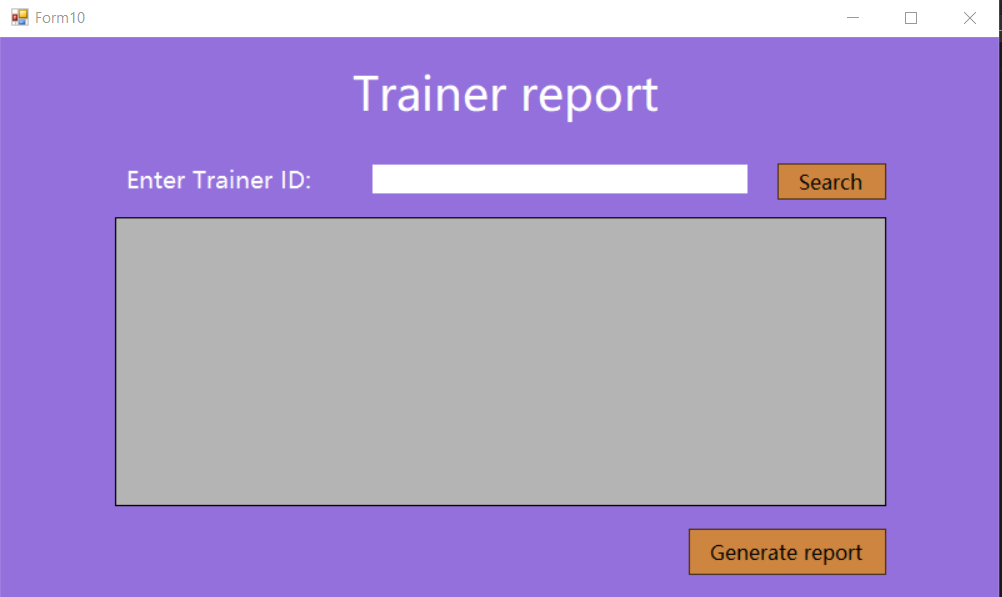 Form10
Trainer report
Enter Trainer ID:
Search
Generate report